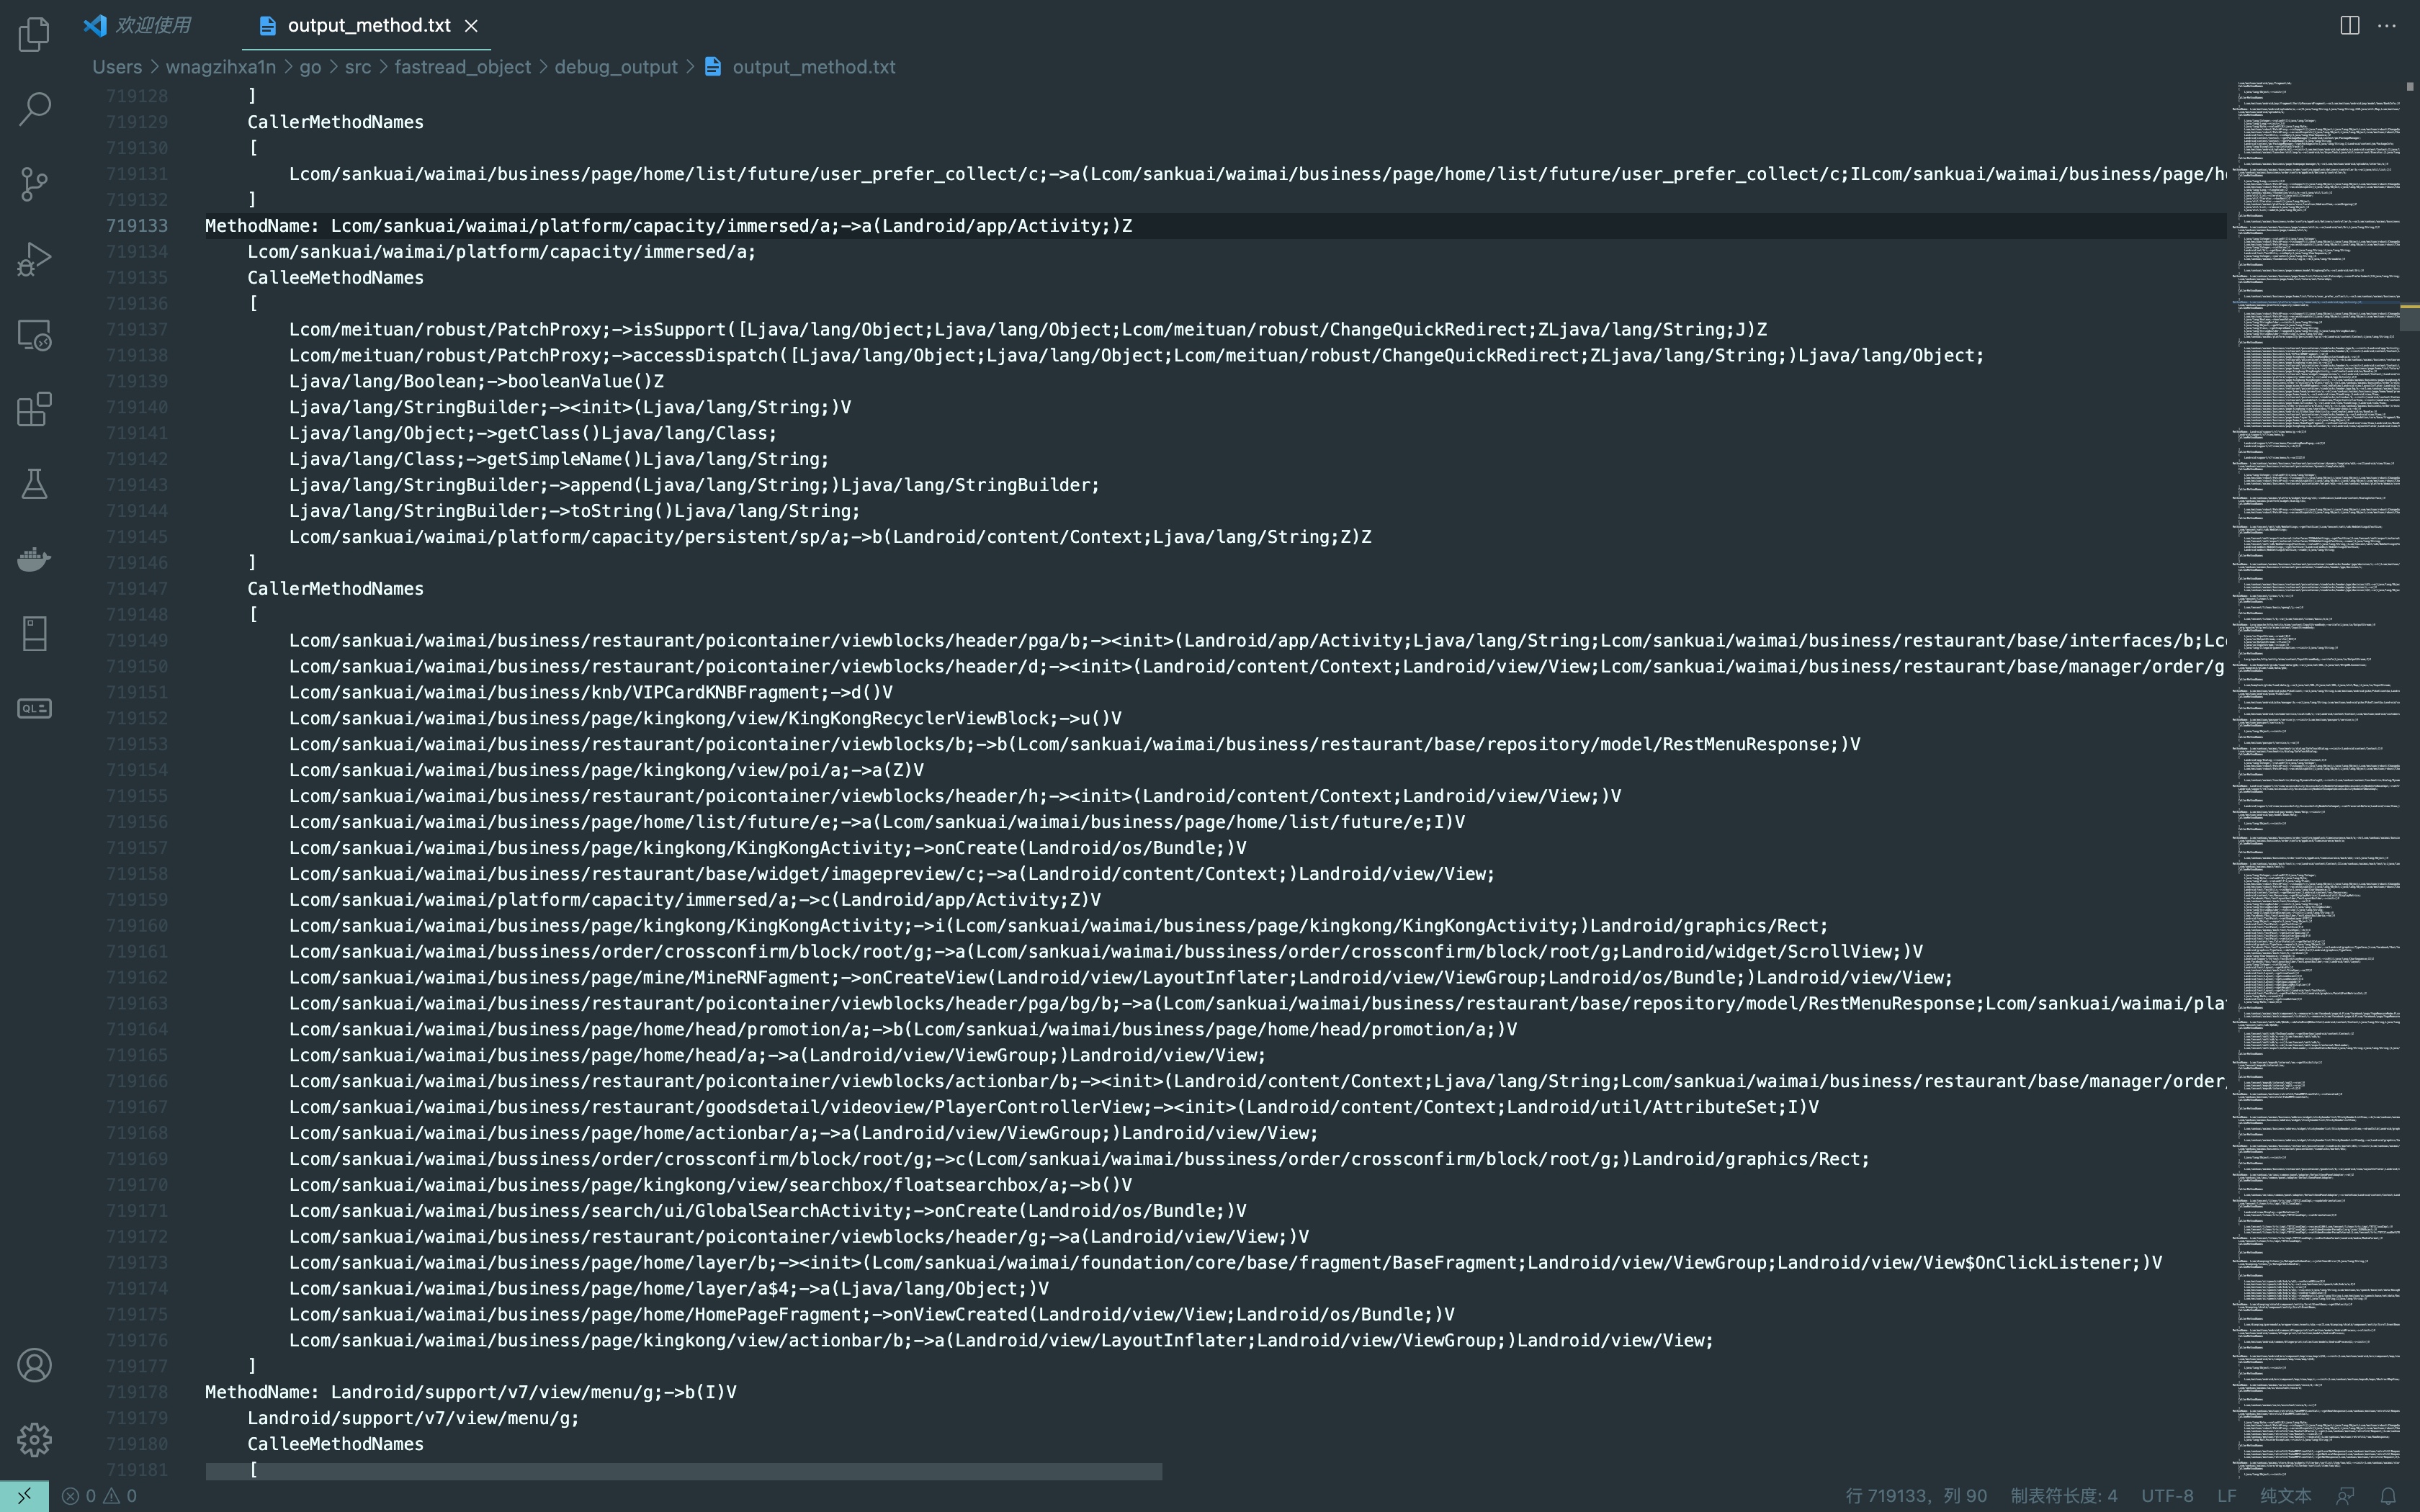 欢迎使用
output_method.txt
Users > wnagzihxa1n > go > src > fastread_object > debug_output > output_method.txt
719128 ]
719129 CallerMethodNames
719130 [
719131 Lcom/sankuai/waimai/business/page/home/list/future/user_prefer_collect/c;->a(Lcom/sankuai/waimai/business/page/home/list/future/user_prefer_collect/c;ILcom/sankuai/waimai/business/page/h
719132 ]
719133 MethodName: Lcom/sankuai/waimai/platform/capacity/immersed/a;->a(Landroid/app/Activity;)Z
719134 Lcom/sankuai/waimai/platform/capacity/immersed/a;
719135 CalleeMethodNames
719136 [
719137 Lcom/meituan/robust/PatchProxy;->isSupport([Ljava/lang/Object;Ljava/lang/Object;Lcom/meituan/robust/ChangeQuickRedirect;ZLjava/lang/String;J)Z
719138 Lcom/meituan/robust/PatchProxy;->accessDispatch([Ljava/lang/Object;Ljava/lang/Object;Lcom/meituan/robust/ChangeQuickRedirect;ZLjava/lang/String;)Ljava/lang/Object;
719139 Ljava/lang/Boolean;->booleanValue()Z
719140 Ljava/lang/StringBuilder;-><init>(Ljava/lang/String;)V
719141 Ljava/lang/Object;->getClass()Ljava/lang/Class;
719142 Ljava/lang/Class;->getSimpleName()Ljava/lang/String;
719143 Ljava/lang/StringBuilder;->append(Ljava/lang/String;)Ljava/lang/StringBuilder;
719144 Ljava/lang/StringBuilder;->toString()Ljava/lang/String;
719145 Lcom/sankuai/waimai/platform/capacity/persistent/sp/a;->b(Landroid/content/Context;Ljava/lang/String;Z)Z
719146 ]
719147 CallerMethodNames
719148 [
719149 Lcom/sankuai/waimai/business/restaurant/poicontainer/viewblocks/header/pga/b;-><init>(Landroid/app/Activity;Ljava/lang/String;Lcom/sankuai/waimai/business/restaurant/base/interfaces/b;Lc
719150 Lcom/sankuai/waimai/business/restaurant/poicontainer/viewblocks/header/d;-><init>(Landroid/content/Context;Landroid/view/View;Lcom/sankuai/waimai/business/restaurant/base/manager/order/g
719151 Lcom/sankuai/waimai/business/knb/VIPCardKNBFragment;->d()V
719152 Lcom/sankuai/waimai/business/page/kingkong/view/KingKongRecyclerViewBlock;->u()V
719153 Lcom/sankuai/waimai/business/restaurant/poicontainer/viewblocks/b;->b(Lcom/sankuai/waimai/business/restaurant/base/repository/model/RestMenuResponse;)V
719154 Lcom/sankuai/waimai/business/page/kingkong/view/poi/a;->a(Z)V
719155 Lcom/sankuai/waimai/business/restaurant/poicontainer/viewblocks/header/h;-><init>(Landroid/content/Context;Landroid/view/View;)V
719156 Lcom/sankuai/waimai/business/page/home/list/future/e;->a(Lcom/sankuai/waimai/business/page/home/list/future/e;I)V
719157 Lcom/sankuai/waimai/business/page/kingkong/KingKongActivity;->onCreate(Landroid/os/Bundle;)V
719158 Lcom/sankuai/waimai/business/restaurant/base/widget/imagepreview/c;->a(Landroid/content/Context;)Landroid/view/View;
719159 Lcom/sankuai/waimai/platform/capacity/immersed/a;->c(Landroid/app/Activity;Z)V
719160 Lcom/sankuai/waimai/business/page/kingkong/KingKongActivity;->i(Lcom/sankuai/waimai/business/page/kingkong/KingKongActivity;)Landroid/graphics/Rect;
719161 Lcom/sankuai/waimai/bussiness/order/crossconfirm/block/root/g;->a(Lcom/sankuai/waimai/bussiness/order/crossconfirm/block/root/g;Landroid/widget/ScrollView;)V
719162 Lcom/sankuai/waimai/business/page/mine/MineRNFagment;->onCreateView(Landroid/view/LayoutInflater;Landroid/view/ViewGroup;Landroid/os/Bundle;)Landroid/view/View;
719163 Lcom/sankuai/waimai/business/restaurant/poicontainer/viewblocks/header/pga/bg/b;->a(Lcom/sankuai/waimai/business/restaurant/base/repository/model/RestMenuResponse;Lcom/sankuai/waimai/pla
719164 Lcom/sankuai/waimai/business/page/home/head/promotion/a;->b(Lcom/sankuai/waimai/business/page/home/head/promotion/a;)V
719165 Lcom/sankuai/waimai/business/page/home/head/a;->a(Landroid/view/ViewGroup;)Landroid/view/View;
719166 Lcom/sankuai/waimai/business/restaurant/poicontainer/viewblocks/actionbar/b;-><init>(Landroid/content/Context;Ljava/lang/String;Lcom/sankuai/waimai/business/restaurant/base/manager/order/
719167 Lcom/sankuai/waimai/business/restaurant/goodsdetail/videoview/PlayerControllerView;-><init>(Landroid/content/Context;Landroid/util/AttributeSet;I)V
719168 Lcom/sankuai/waimai/business/page/home/actionbar/a;->a(Landroid/view/ViewGroup;)Landroid/view/View;
719169 Lcom/sankuai/waimai/bussiness/order/crossconfirm/block/root/g;->c(Lcom/sankuai/waimai/bussiness/order/crossconfirm/block/root/g;)Landroid/graphics/Rect;
719170 Lcom/sankuai/waimai/business/page/kingkong/view/searchbox/floatsearchbox/a;->b()V
719171 Lcom/sankuai/waimai/business/search/ui/GlobalSearchActivity;->onCreate(Landroid/os/Bundle;)V
719172 Lcom/sankuai/waimai/business/restaurant/poicontainer/viewblocks/header/g;->a(Landroid/view/View;)V
719173 Lcom/sankuai/waimai/business/page/home/layer/b;-><init>(Lcom/sankuai/waimai/foundation/core/base/fragment/BaseFragment;Landroid/view/ViewGroup;Landroid/view/View$OnClickListener;)V
719174 Lcom/sankuai/waimai/business/page/home/layer/a$4;->a(Ljava/lang/Object;)V
719175 Lcom/sankuai/waimai/business/page/home/HomePageFragment;->onViewCreated(Landroid/view/View;Landroid/os/Bundle;)V
719176 Lcom/sankuai/waimai/business/page/kingkong/view/actionbar/b;->a(Landroid/view/LayoutInflater;Landroid/view/ViewGroup;)Landroid/view/View;
719177 ]
719178 MethodName: Landroid/support/v7/view/menu/g;->b(I)V
719179 Landroid/support/v7/view/menu/g;
719180 CalleeMethodNames
719181 [
0 0 行 719133，列 90 制表符长度: 4 UTF-8 LF 纯文本